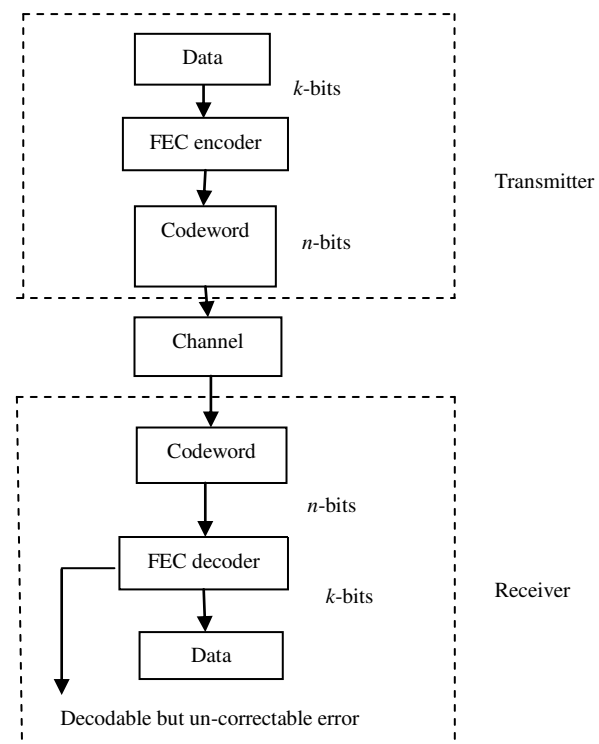 Data
k-bits
FEC encoder
Transmitter
Codeword
n-bits
Channel
Codeword
n-bits
FEC decoder
k-bits
Receiver
Data
Decodable but un-correctable error